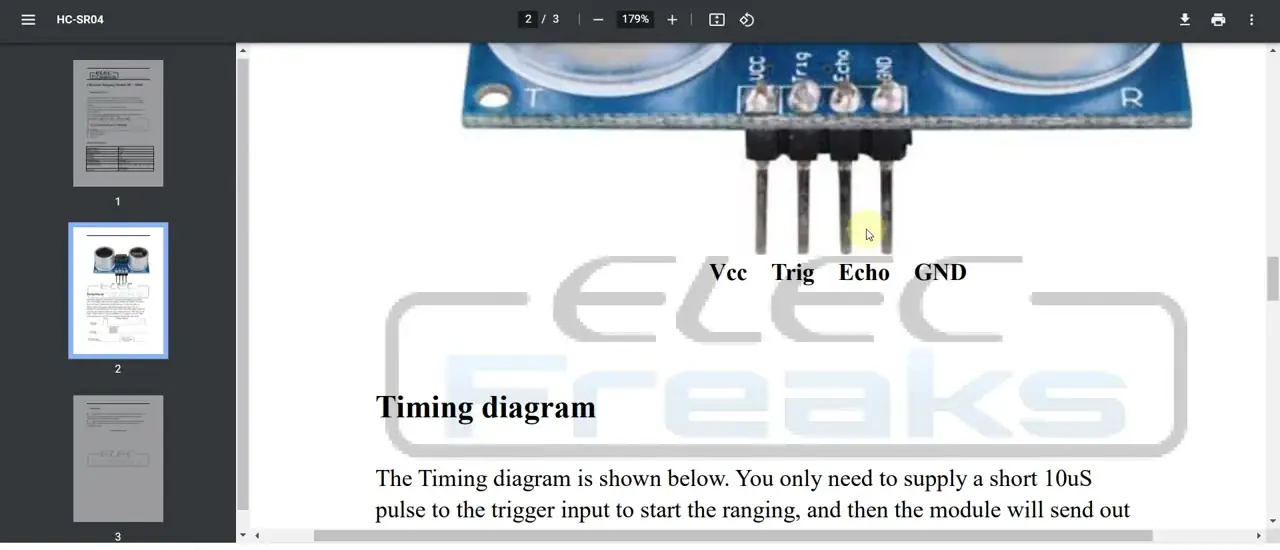 HC-SR04
2 / 3
179%
VCC Trig Echo GND
T R
Vcc Trig Echo GND
ELEC
Freaks
Timing diagram
The Timing diagram is shown below. You only need to supply a short 10uS
pulse to the trigger input to start the ranging, and then the module will send out
1
2
3